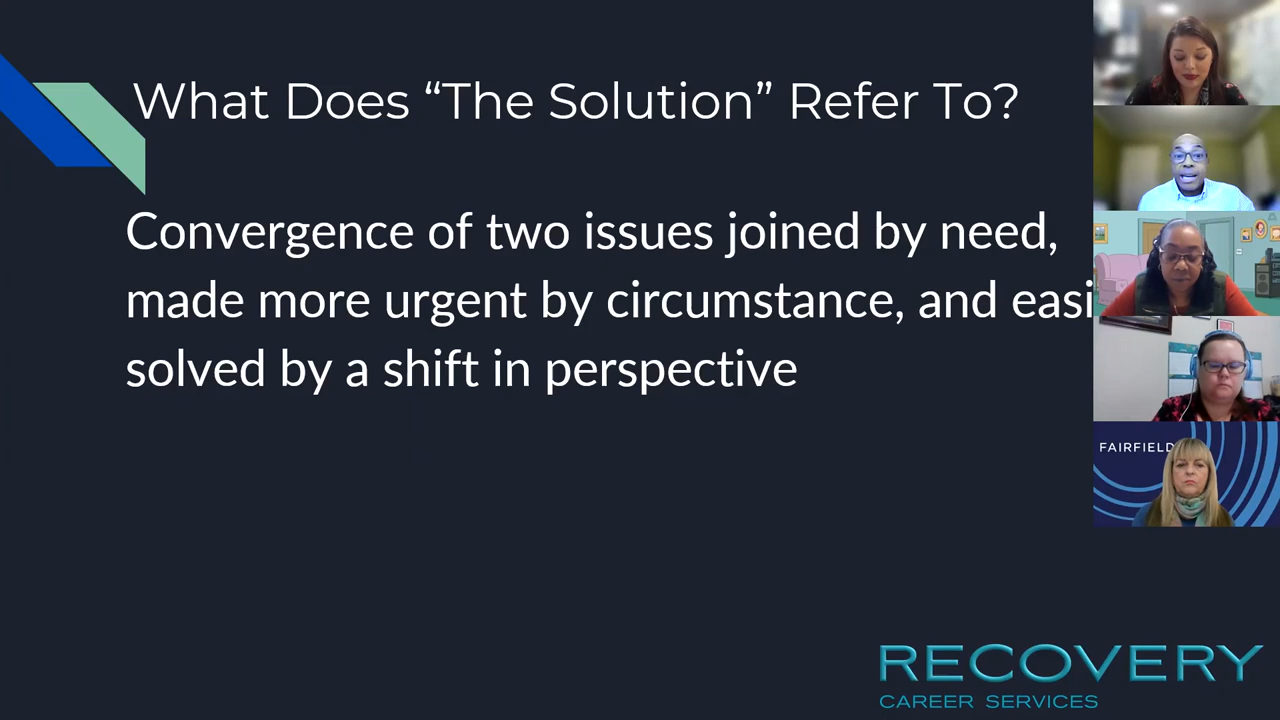 What Does “The Solution” Refer To?
Convergence of two issues joined by need,
made more urgent by circumstance, and easi
solved by a shift in perspective
FAIRFIELD
RECOVERY
CAREER SERVICES